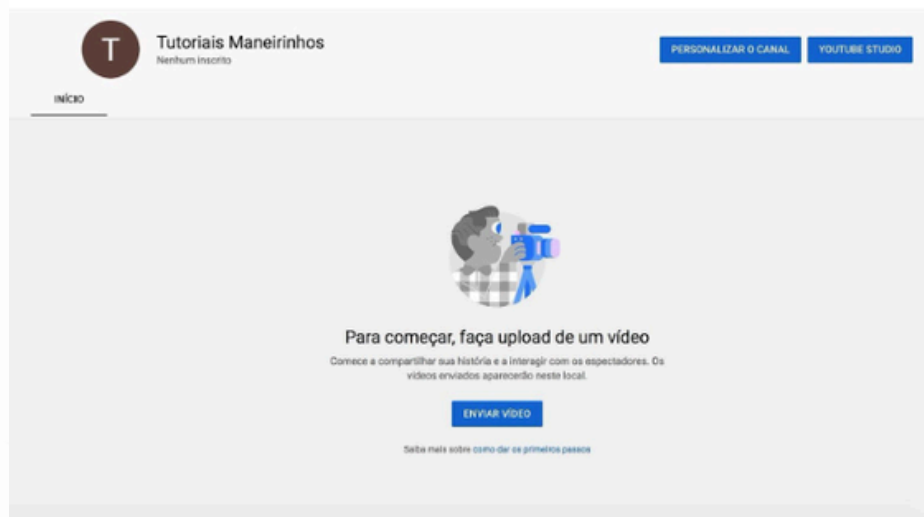 T
Tutoriais Maneirinhos
Nenhum inscrito
PERSONALIZAR O CANAL
YOUTUBE STUDIO
INÍCIO
Para começar, faça upload de um vídeo
Comece a compartilhar sua história e a interagir com os espectadores. Os
vídeos enviados aparecerão neste local.
ENVIAR VÍDEO
Saiba mais sobre como dar os primeiros passos